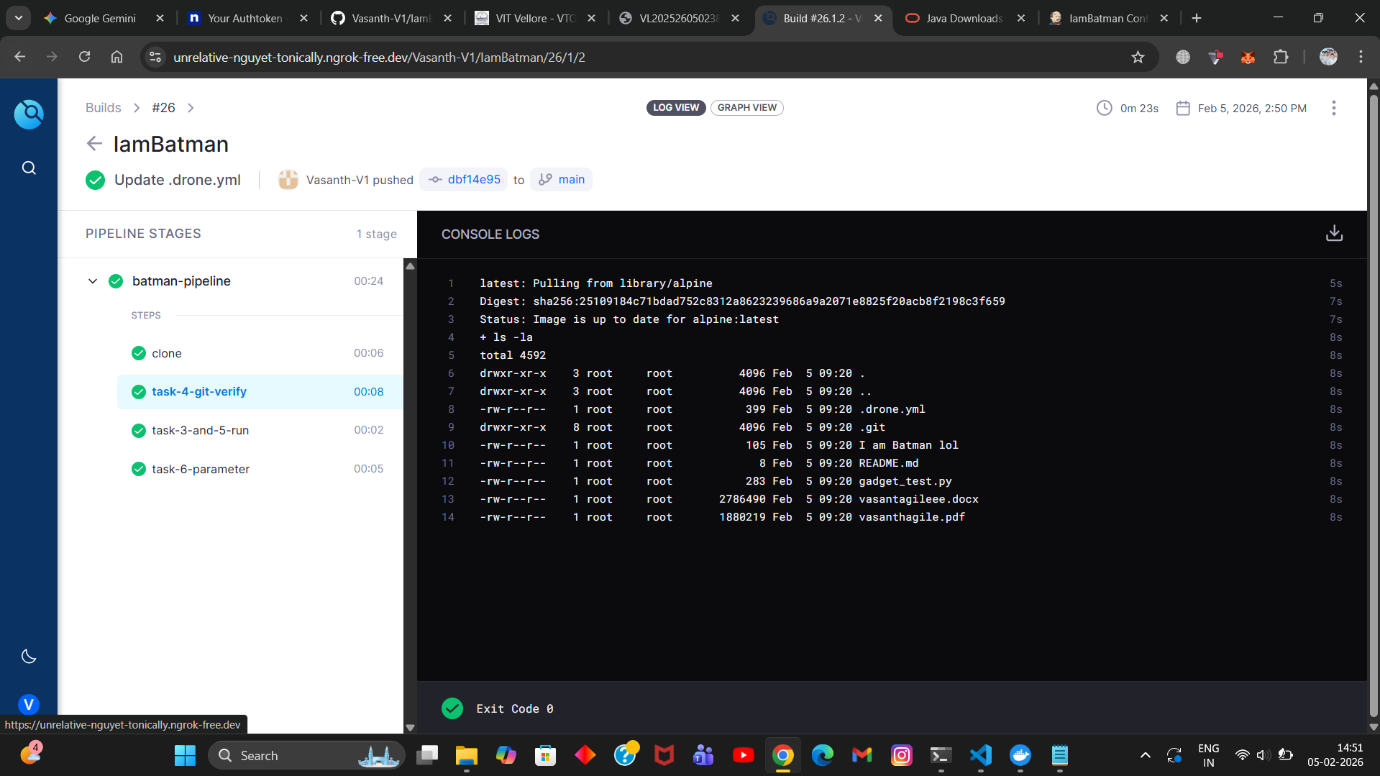 Google Gemini
Your Authtoken
Vasanth-V1/IamI
VIT Vellore - VTO
VL202526050238
Build #26.1.2 - V
Java Downloads
IamBatman Conf
unrelative-nguyet-tonically.ngrok-free.dev/Vasanth-V1/IamBatman/26/1/2
Builds > #26 >
LOG VIEW
GRAPH VIEW
0m 23s
Feb 5, 2026, 2:50 PM
IamBatman
Update .drone.yml
Vasanth-V1 pushed dbf14e95 to main
PIPELINE STAGES
1 stage
CONSOLE LOGS
batman-pipeline 00:24
STEPS
clone 00:06
task-4-git-verify 00:08
task-3-and-5-run 00:02
task-6-parameter 00:05
1 latest: Pulling from library/alpine 5s
2 Digest: sha256:25109184c71bdad752c8312a8623239686a9a2071e8825f20acb8f2198c3f659 7s
3 Status: Image is up to date for alpine:latest 7s
4 + ls -la 8s
5 total 4592 8s
6 drwxr-xr-x 3 root root 4096 Feb 5 09:20 . 8s
7 drwxr-xr-x 3 root root 4096 Feb 5 09:20 .. 8s
8 -rw-r--r-- 1 root root 399 Feb 5 09:20 .drone.yml 8s
9 drwxr-xr-x 8 root root 4096 Feb 5 09:20 .git 8s
10 -rw-r--r-- 1 root root 105 Feb 5 09:20 I am Batman lol 8s
11 -rw-r--r-- 1 root root 8 Feb 5 09:20 README.md 8s
12 -rw-r--r-- 1 root root 283 Feb 5 09:20 gadget_test.py 8s
13 -rw-r--r-- 1 root root 2786490 Feb 5 09:20 vasantagileee.docx 8s
14 -rw-r--r-- 1 root root 1880219 Feb 5 09:20 vasanthagile.pdf 8s
Exit Code 0
V
https://unrelative-nguyet-tonically.ngrok-free.dev
4
Search
ENG
IN
14:51
05-02-2026